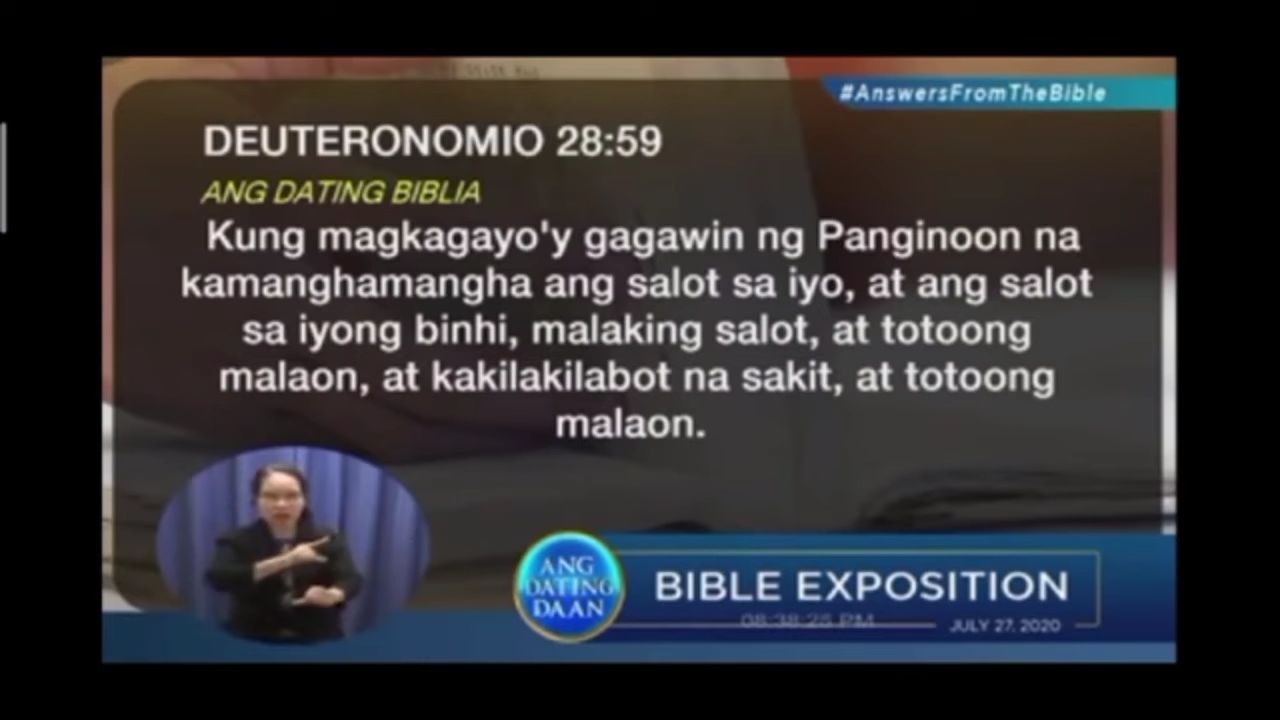 #AnswersFromTheBible
DEUTERONOMIO 28:59
ANG DATING BIBLIA
Kung magkagayo'y gagawin ng Panginoon na
kamanghamangha ang salot sa iyo, at ang salot
sa iyong binhi, malaking salot, at totoong
malaon, at kakilakilabot na sakit, at totoong
malaon.
ANG
DATING
DAAN
BIBLE EXPOSITION
08:38:25 PM
JULY 27, 2020